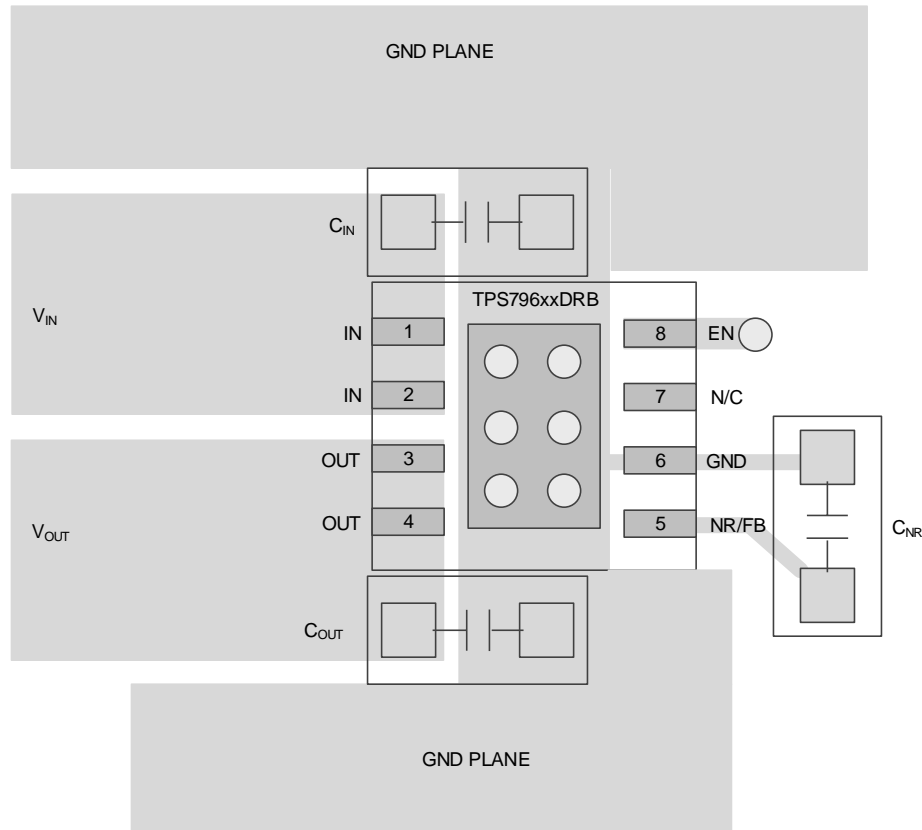 GND PLANE
CIN
TPS796xxDRB
VIN
IN 1 8 EN
IN 2 7 N/C
OUT 3 6 GND
OUT 4 5 NR/FB
VOUT
CNR
COUT
GND PLANE